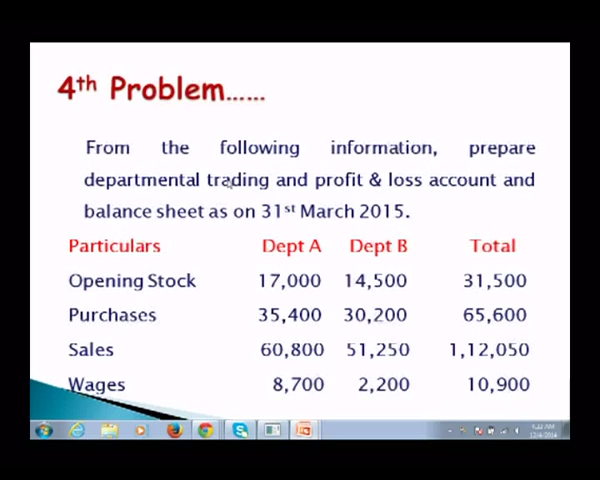 4th Problem......
From the following information, prepare
departmental trading and profit & loss account and
balance sheet as on 31st March 2015.
Particulars Dept A Dept B Total
Opening Stock 17,000 14,500 31,500
Purchases 35,400 30,200 65,600
Sales 60,800 51,250 1,12,050
Wages 8,700 2,200 10,900